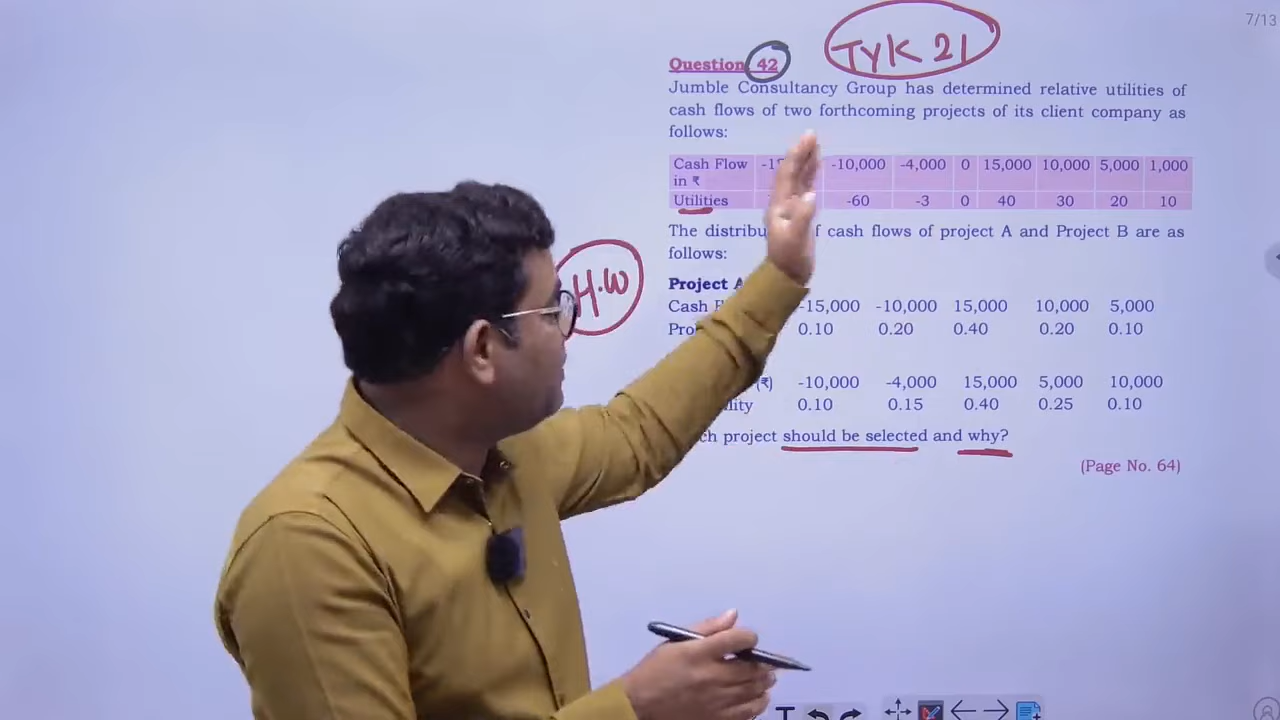 7/13
TYK 21
Question 42
Jumble Consultancy Group has determined relative utilities of
cash flows of two forthcoming projects of its client company as
follows:
Cash Flow -10,000 -4,000 0 15,000 10,000 5,000 1,000
in ₹
Utilities -60 -3 0 40 30 20 10
The of cash flows of project A and Project B are as
follows:
H.W
Project A
Cash -15,000 -10,000 15,000 10,000 5,000
0.10 0.20 0.40 0.20 0.10
(₹) -10,000 -4,000 15,000 5,000 10,000
0.10 0.15 0.40 0.25 0.10
project should be selected and why?
(Page No. 64)
T